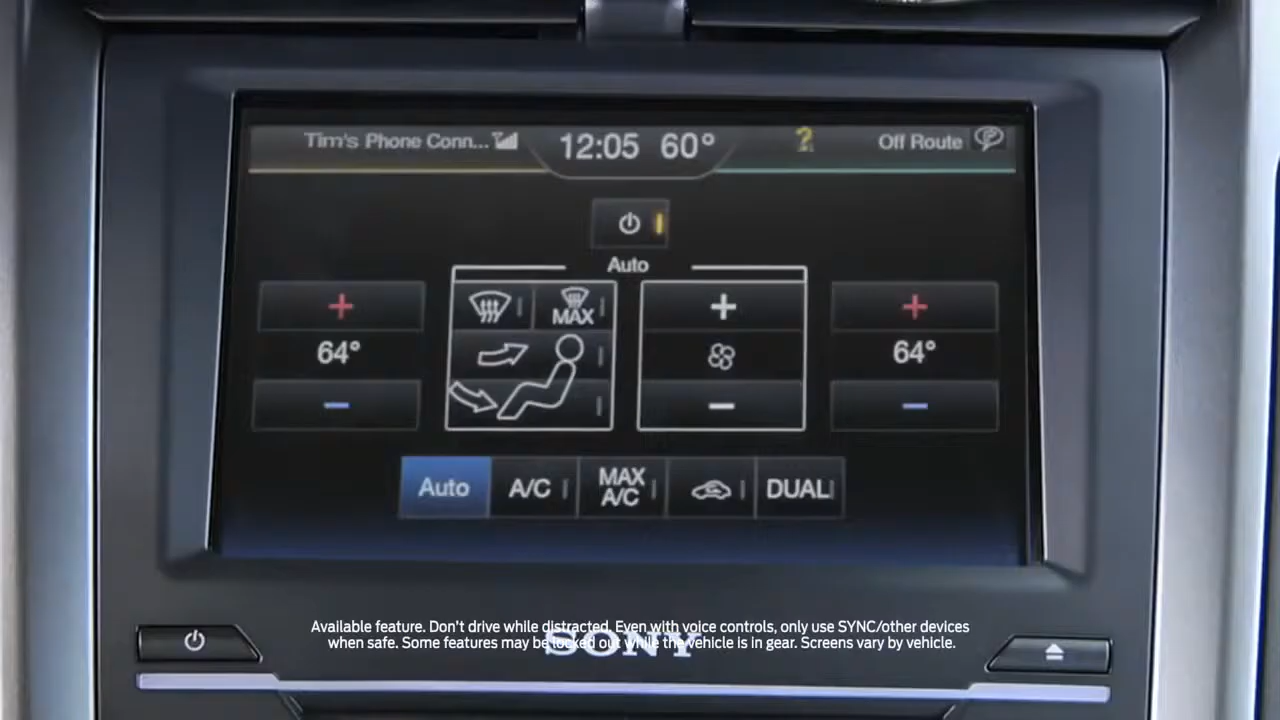 Tim's Phone Conn...
12:05 60°
?
Off Route
Auto
+
MAX
+
+
64°
64°
−
−
−
Auto
A/C
MAX
A/C
DUAL
SONY
Available feature. Don't drive while distracted. Even with voice controls, only use SYNC/other devices
when safe. Some features may be locked out while the vehicle is in gear. Screens vary by vehicle.